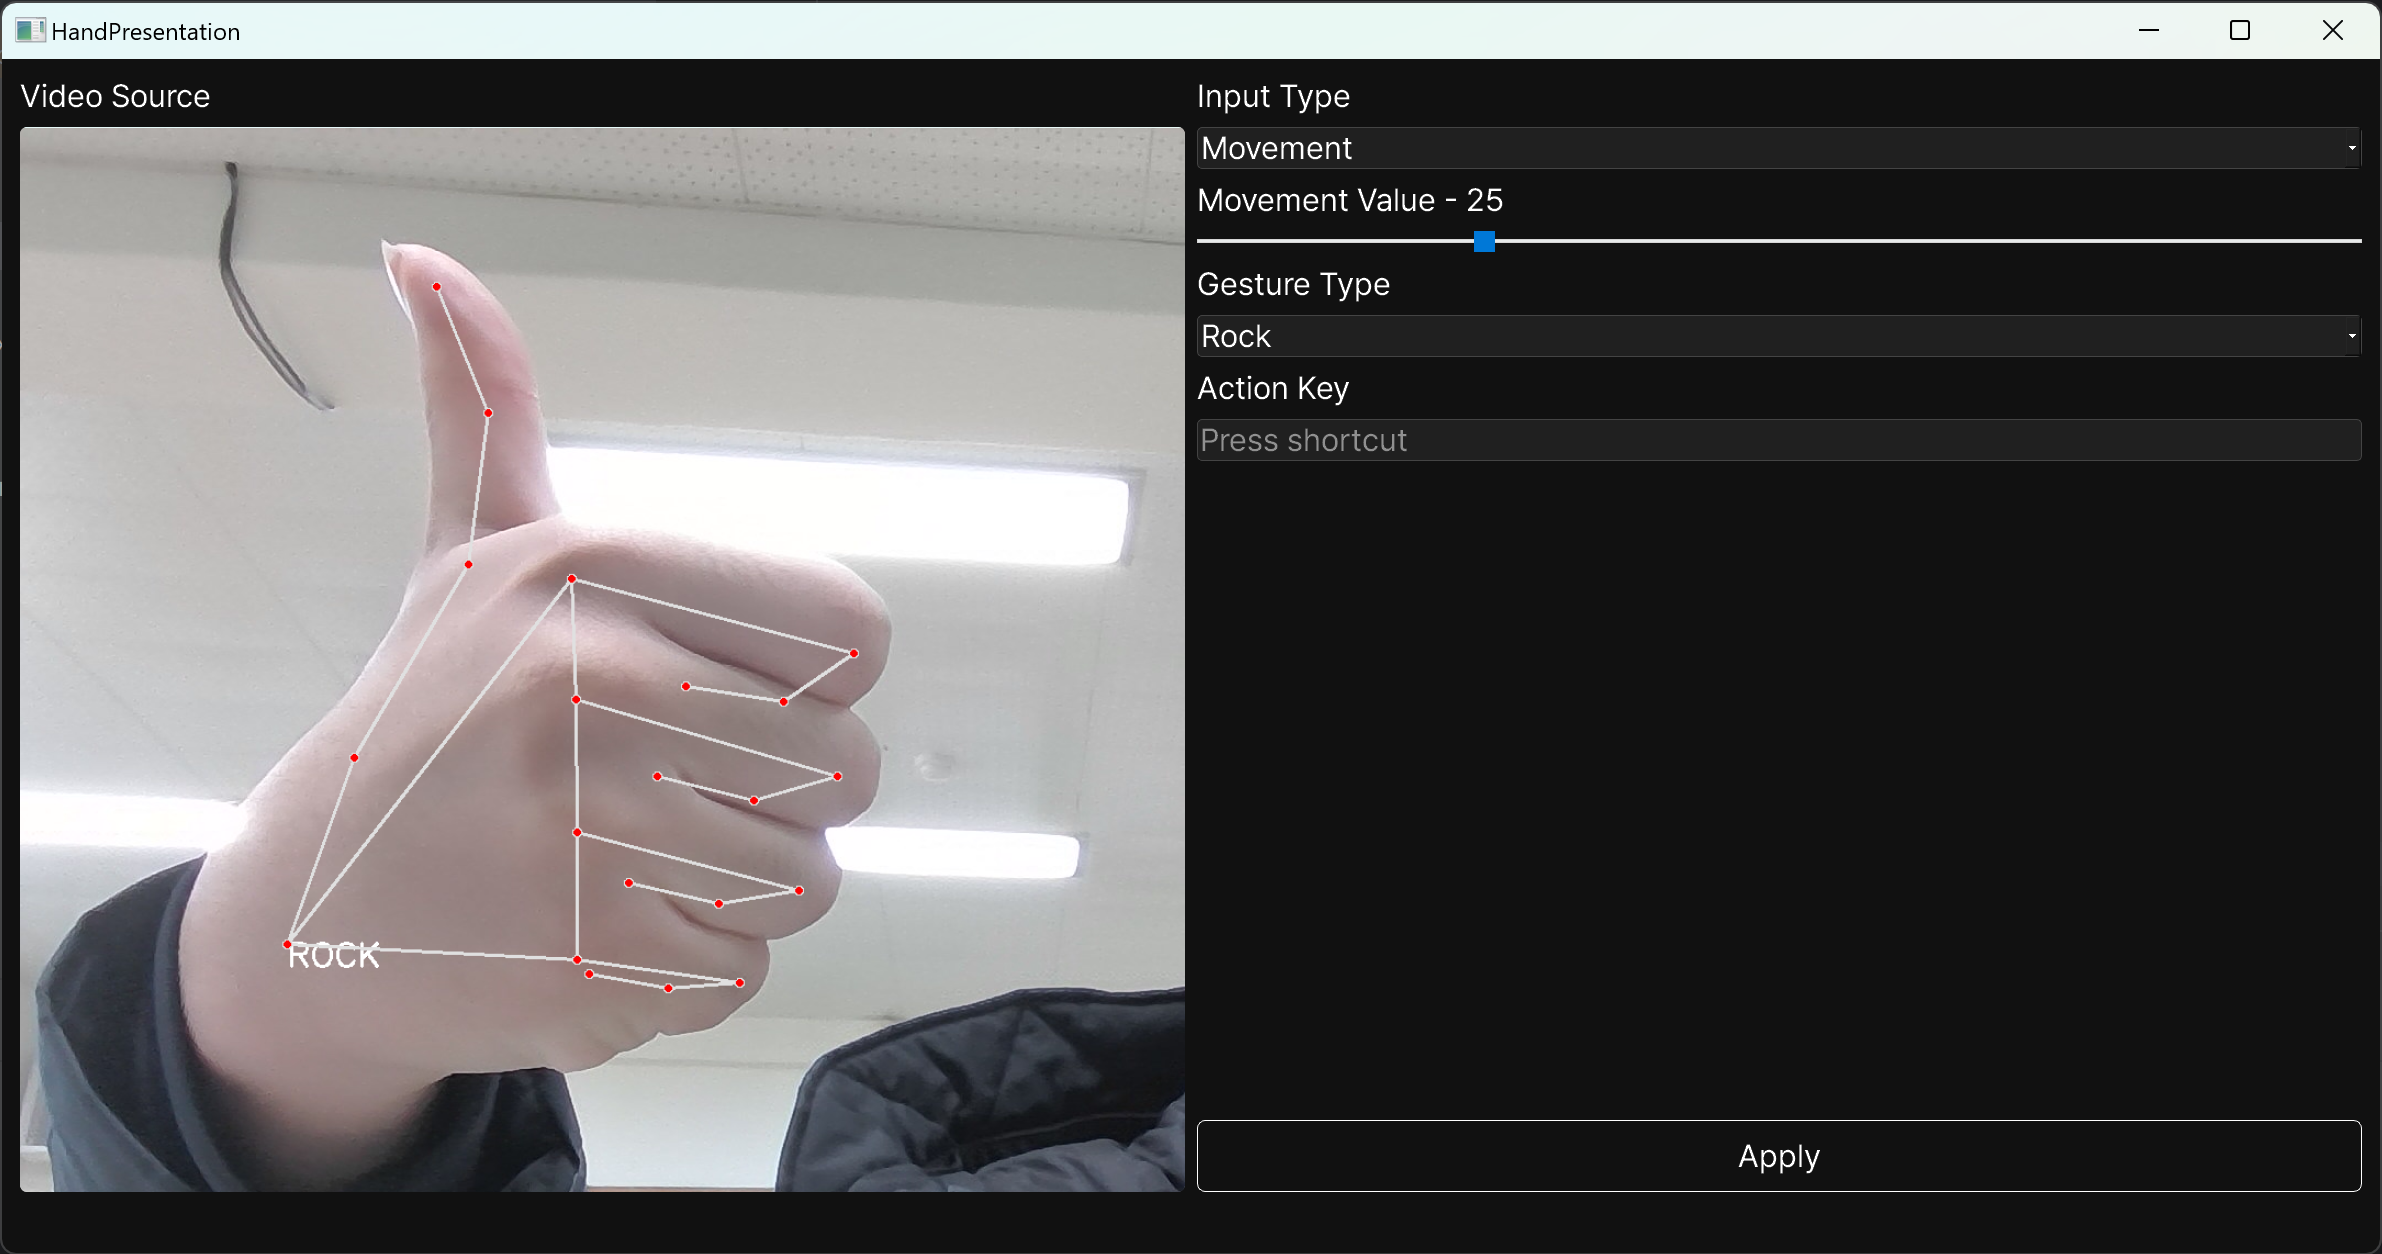 HandPresentation
Video Source
ROCK
Input Type
Movement
Movement Value - 25
Gesture Type
Rock
Action Key
Press shortcut
Apply